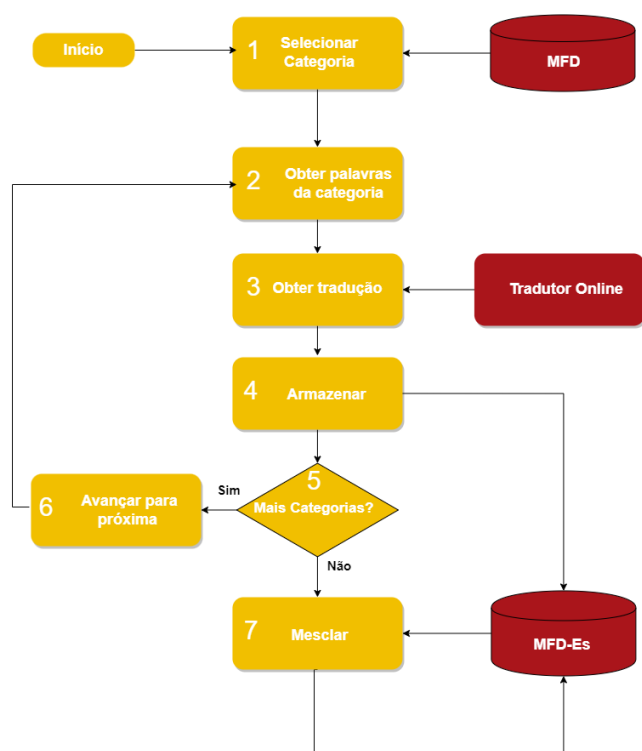 Início
1
Selecionar
Categoria
MFD
2
Obter palavras
da categoria
3
Obter tradução
Tradutor Online
4
Armazenar
5
Mais Categorias?
Sim
6
Avançar para
próxima
Não
7
Mesclar
MFD-Es